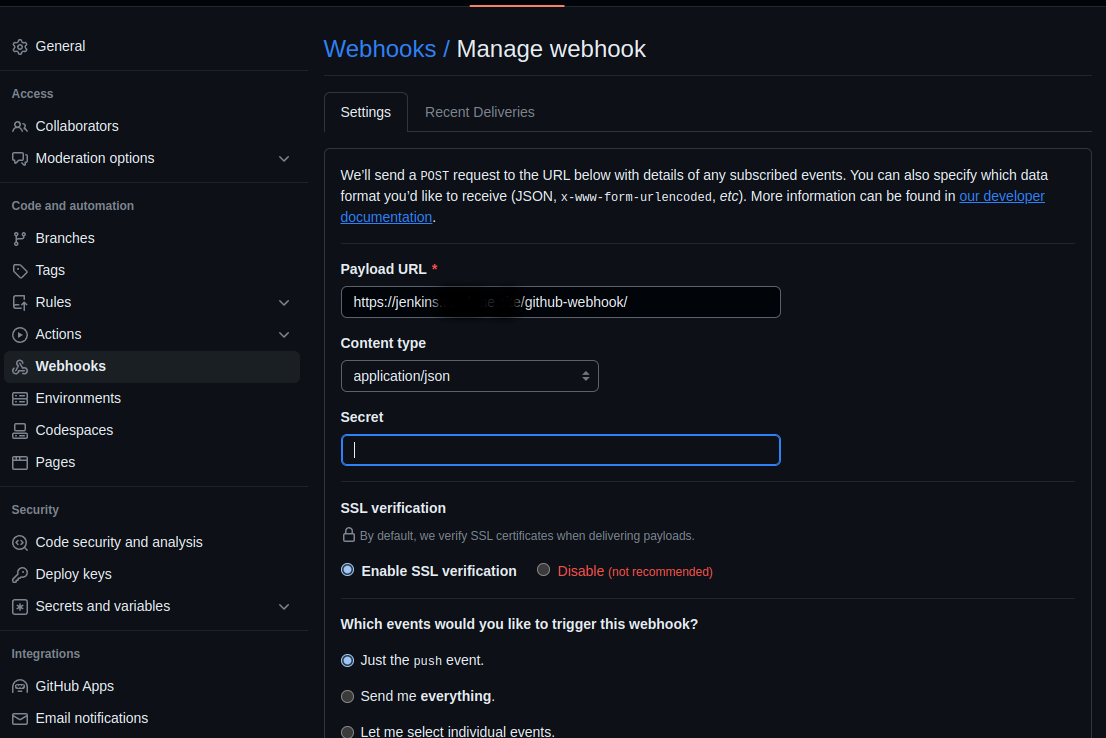 General
Access
Collaborators
Moderation options
Code and automation
Branches
Tags
Rules
Actions
Webhooks
Environments
Codespaces
Pages
Security
Code security and analysis
Deploy keys
Secrets and variables
Integrations
GitHub Apps
Email notifications
Webhooks / Manage webhook
Settings Recent Deliveries
We’ll send a POST request to the URL below with details of any subscribed events. You can also specify which data
format you’d like to receive (JSON, x-www-form-urlencoded, etc). More information can be found in our developer
documentation.
Payload URL *
https://jenkins. e/github-webhook/
Content type
application/json
Secret
SSL verification
By default, we verify SSL certificates when delivering payloads.
Enable SSL verification Disable (not recommended)
Which events would you like to trigger this webhook?
Just the push event.
Send me everything.
Let me select individual events.